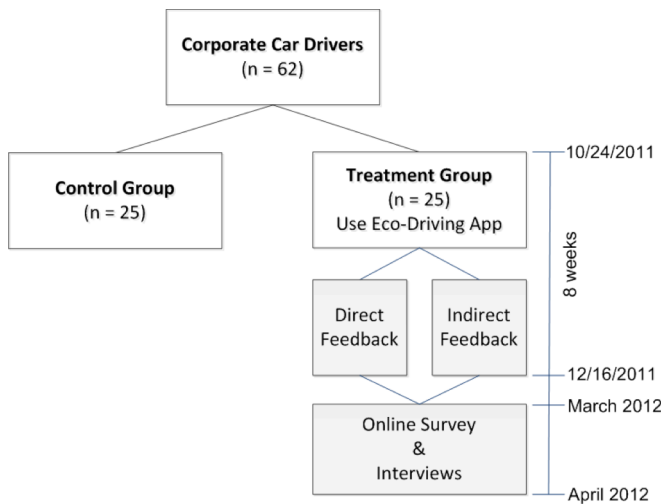 Corporate Car Drivers
(n = 62)
Control Group
(n = 25)
Treatment Group
(n = 25)
Use Eco-Driving App
Direct
Feedback
Indirect
Feedback
Online Survey
&
Interviews
10/24/2011
8 weeks
12/16/2011
March 2012
April 2012